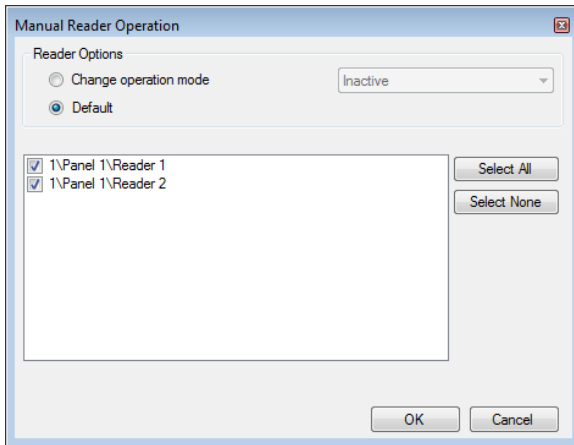 Manual Reader Operation
Reader Options
Change operation mode
Inactive
Default
1\Panel 1\Reader 1
1\Panel 1\Reader 2
Select All
Select None
OK
Cancel